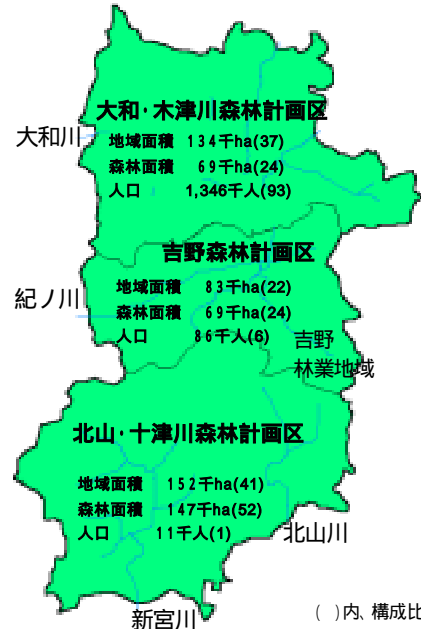 大和・木津川森林計画区
大和川
地域面積 134千ha(37)
森林面積 69千ha(24)
人口 1,346千人(93)
吉野森林計画区
地域面積 83千ha(22)
紀ノ川
森林面積 69千ha(24)
人口 86千人(6)
吉野
林業地域
北山・十津川森林計画区
地域面積 152千ha(41)
森林面積 147千ha(52)
人口 11千人(1)
北山川
新宮川
( )内、構成比